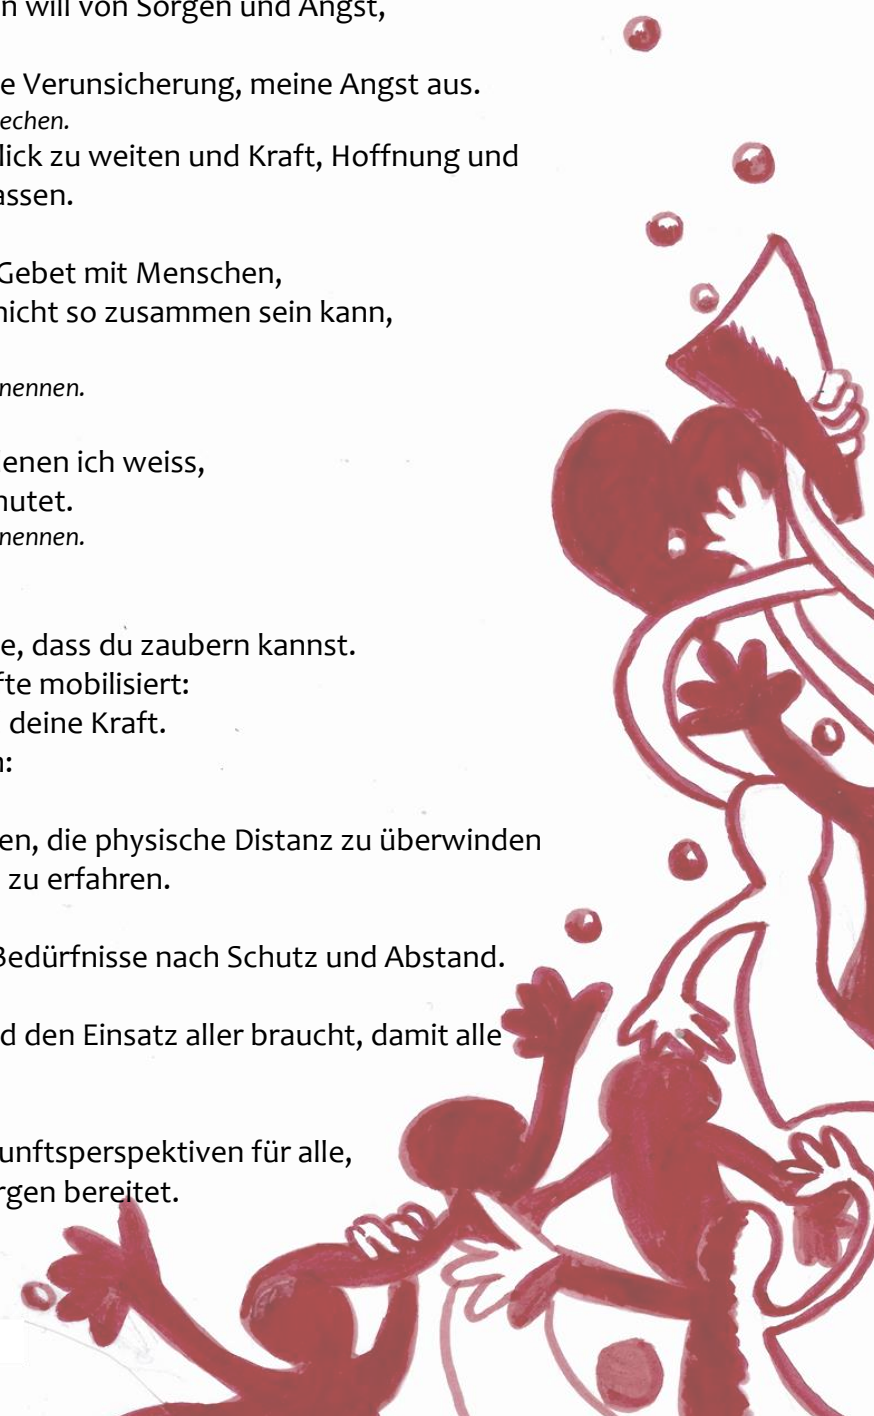 n will von Sorgen und Angst,
e Verunsicherung, meine Angst aus.
echen.
lick zu weiten und Kraft, Hoffnung und
assen.
Gebet mit Menschen,
nicht so zusammen sein kann,
nennen.
enen ich weiss,
mutet.
nennen.
e, dass du zaubern kannst.
fte mobilisiert:
deine Kraft.
n:
en, die physische Distanz zu überwinden
zu erfahren.
Bedürfnisse nach Schutz und Abstand.
d den Einsatz aller braucht, damit alle
unftsperspektiven für alle,
rgen bereitet.